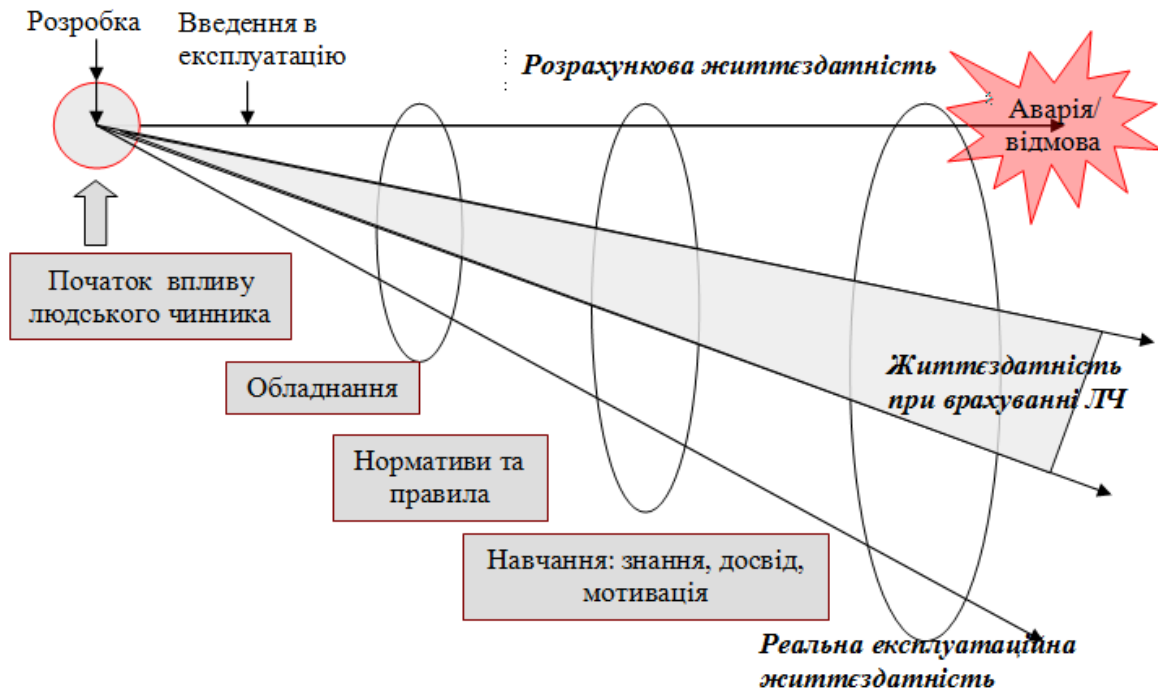 Розробка
Введення в
експлуатацію
Розрахункова життєздатність
Аварія/
відмова
Початок впливу
людського чинника
Обладнання
Життєздатність
при врахуванні ЛЧ
Нормативи та
правила
Навчання: знання, досвід,
мотивація
Реальна експлуатаційна
життєздатність